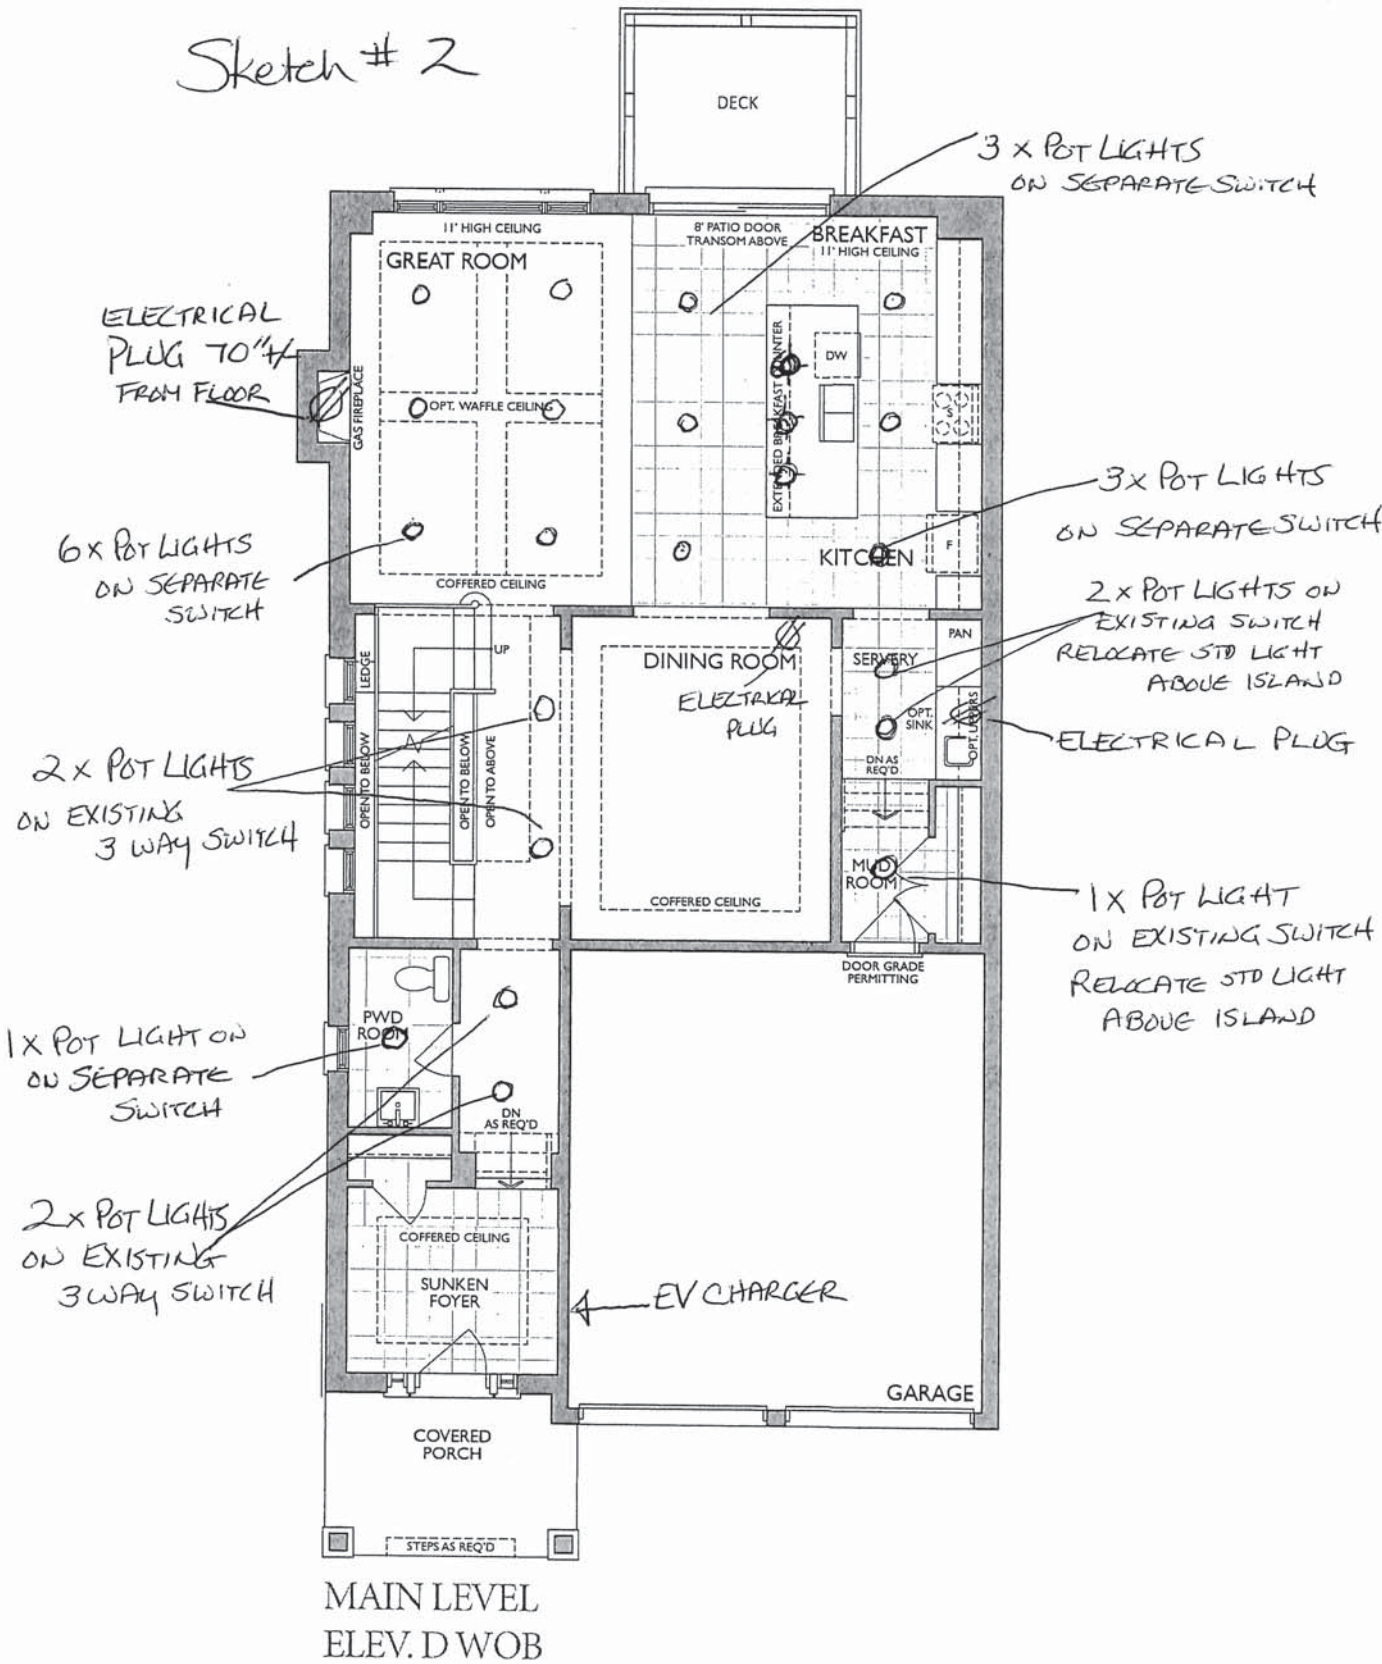 Sketch # 2
DECK
3 x POT LIGHTS
ON SEPARATE SWITCH
11' HIGH CEILING
GREAT ROOM
8' PATIO DOOR
TRANSOM ABOVE
BREAKFAST
11' HIGH CEILING
ELECTRICAL
PLUG 70" +/-
FROM FLOOR
GAS FIREPLACE
OPT. WAFFLE CEILING
EXTENDED BREAKFAST COUNTER
DW
S
3 x POT LIGHTS
ON SEPARATE SWITCH
6 x POT LIGHTS
ON SEPARATE
SWITCH
COFFERED CEILING
KITCHEN
F
2 x POT LIGHTS ON
EXISTING SWITCH
RELOCATE STD LIGHT
ABOVE ISLAND
LEDGE
UP
DINING ROOM
SERVERY
PAN
ELECTRICAL
PLUG
OPT.
SINK
OPT. UPPERS
ELECTRICAL PLUG
2 x POT LIGHTS
ON EXISTING
3 WAY SWITCH
OPEN TO BELOW
OPEN TO BELOW
OPEN TO ABOVE
DN AS
REQ'D
MUD
ROOM
COFFERED CEILING
1 X POT LIGHT
ON EXISTING SWITCH
RELOCATE STD LIGHT
ABOVE ISLAND
DOOR GRADE
PERMITTING
PWD
ROOM
1 X POT LIGHT ON
ON SEPARATE
SWITCH
DN
AS REQ'D
2 x POT LIGHTS
ON EXISTING
3 WAY SWITCH
COFFERED CEILING
SUNKEN
FOYER
EV CHARGER
GARAGE
COVERED
PORCH
STEPS AS REQ'D
MAIN LEVEL
ELEV. D WOB